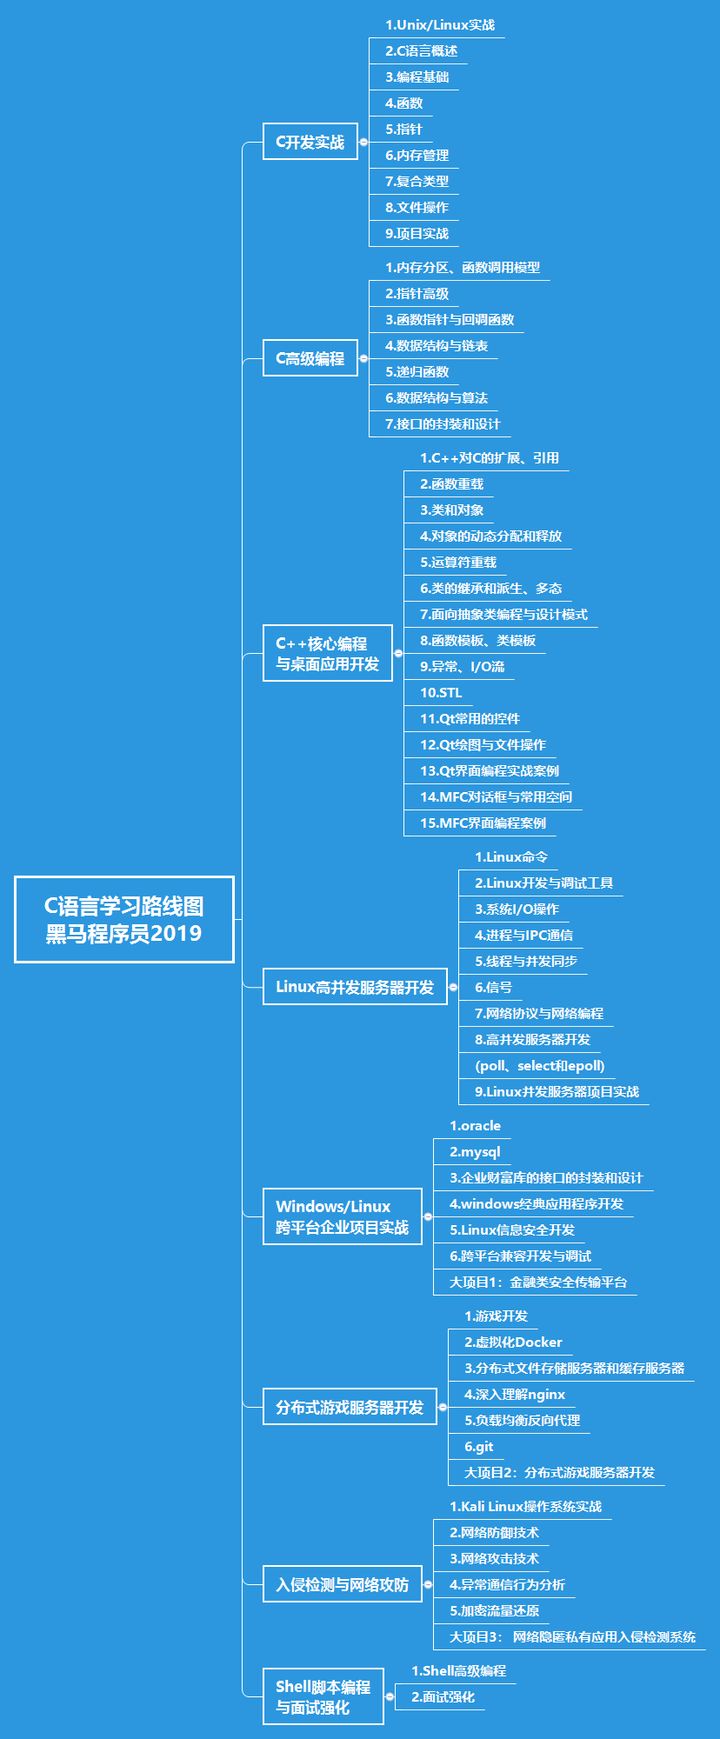 C语言学习路线图
黑马程序员2019
C开发实战
1.Unix/Linux实战
2.C语言概述
3.编程基础
4.函数
5.指针
6.内存管理
7.复合类型
8.文件操作
9.项目实战
C高级编程
1.内存分区、函数调用模型
2.指针高级
3.函数指针与回调函数
4.数据结构与链表
5.递归函数
6.数据结构与算法
7.接口的封装和设计
C++核心编程
与桌面应用开发
1.C++对C的扩展、引用
2.函数重载
3.类和对象
4.对象的动态分配和释放
5.运算符重载
6.类的继承和派生、多态
7.面向抽象类编程与设计模式
8.函数模板、类模板
9.异常、I/O流
10.STL
11.Qt常用的控件
12.Qt绘图与文件操作
13.Qt界面编程实战案例
14.MFC对话框与常用空间
15.MFC界面编程案例
Linux高并发服务器开发
1.Linux命令
2.Linux开发与调试工具
3.系统I/O操作
4.进程与IPC通信
5.线程与并发同步
6.信号
7.网络协议与网络编程
8.高并发服务器开发
(poll、select和epoll)
9.Linux并发服务器项目实战
Windows/Linux
跨平台企业项目实战
1.oracle
2.mysql
3.企业财富库的接口的封装和设计
4.windows经典应用程序开发
5.Linux信息安全开发
6.跨平台兼容开发与调试
大项目1：金融类安全传输平台
分布式游戏服务器开发
1.游戏开发
2.虚拟化Docker
3.分布式文件存储服务器和缓存服务器
4.深入理解nginx
5.负载均衡反向代理
6.git
大项目2：分布式游戏服务器开发
入侵检测与网络攻防
1.Kali Linux操作系统实战
2.网络防御技术
3.网络攻击技术
4.异常通信行为分析
5.加密流量还原
大项目3： 网络隐匿私有应用入侵检测系统
Shell脚本编程
与面试强化
1.Shell高级编程
2.面试强化